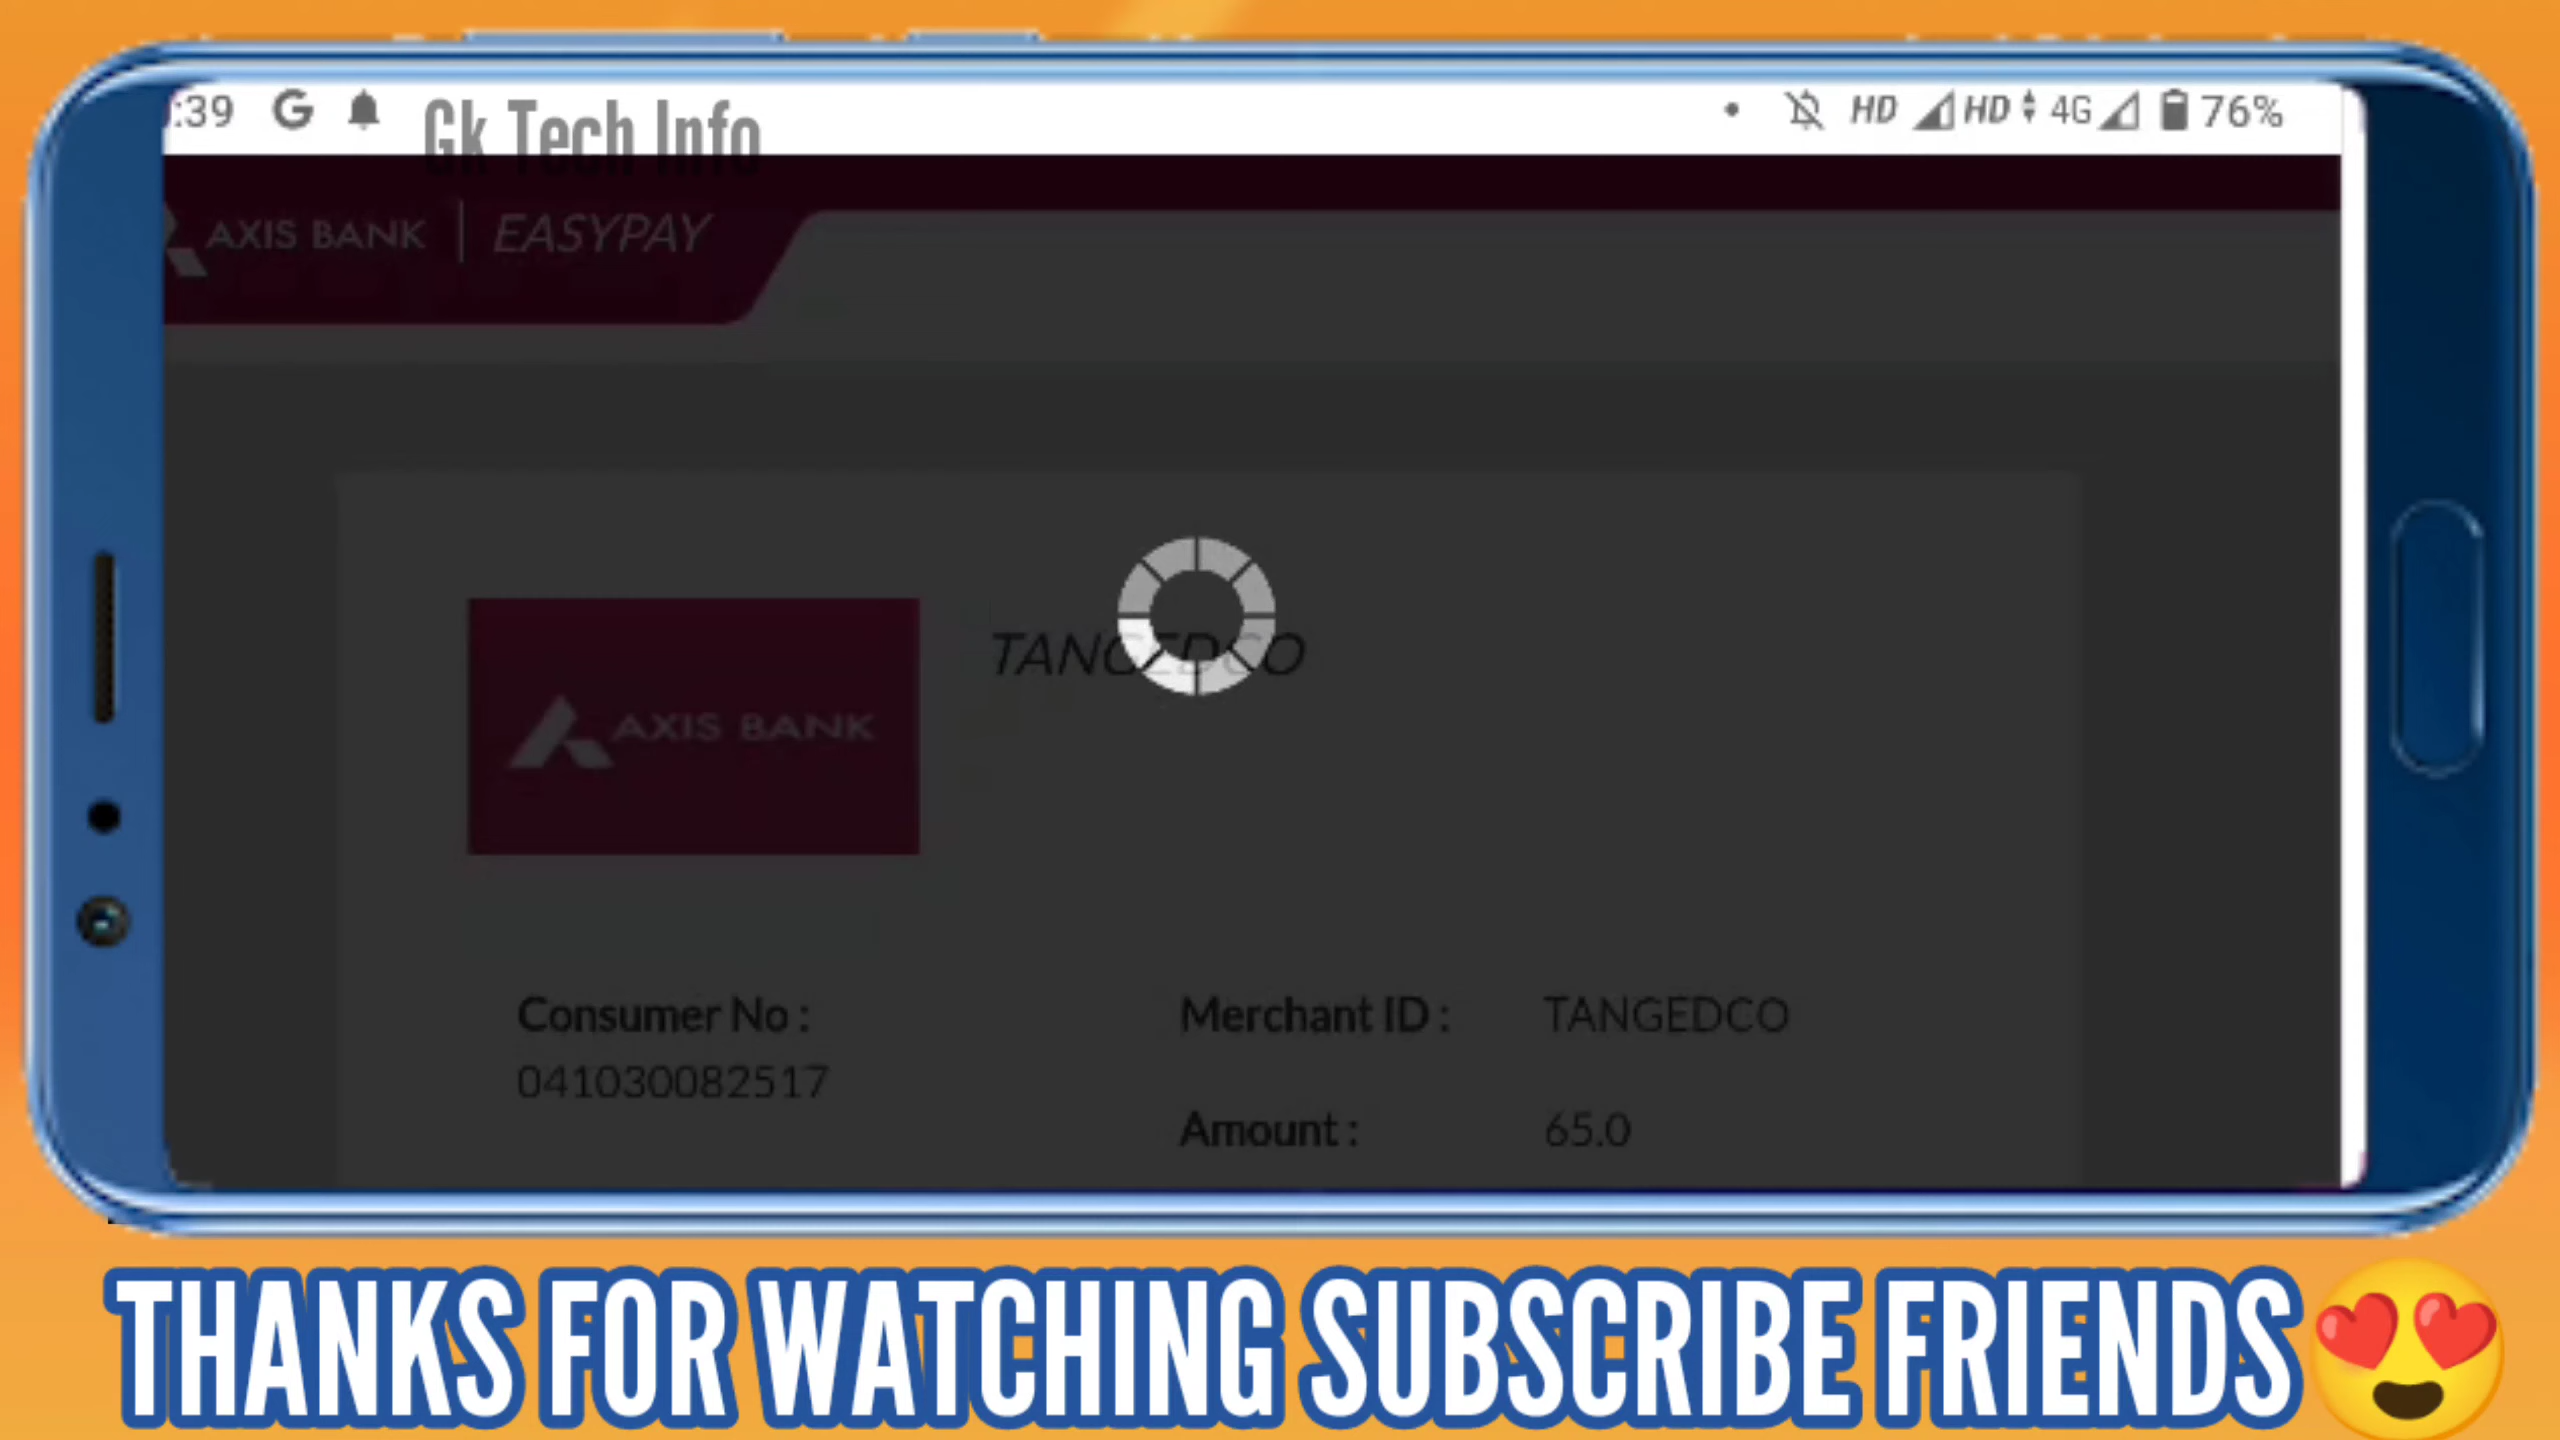 :39 G Gk Tech Info HD HD 4G 76%
AXIS BANK | EASYPAY
TANGEDCO
AXIS BANK
Consumer No :
041030082517
Merchant ID : TANGEDCO
Amount : 65.0
THANKS FOR WATCHING SUBSCRIBE FRIENDS😍